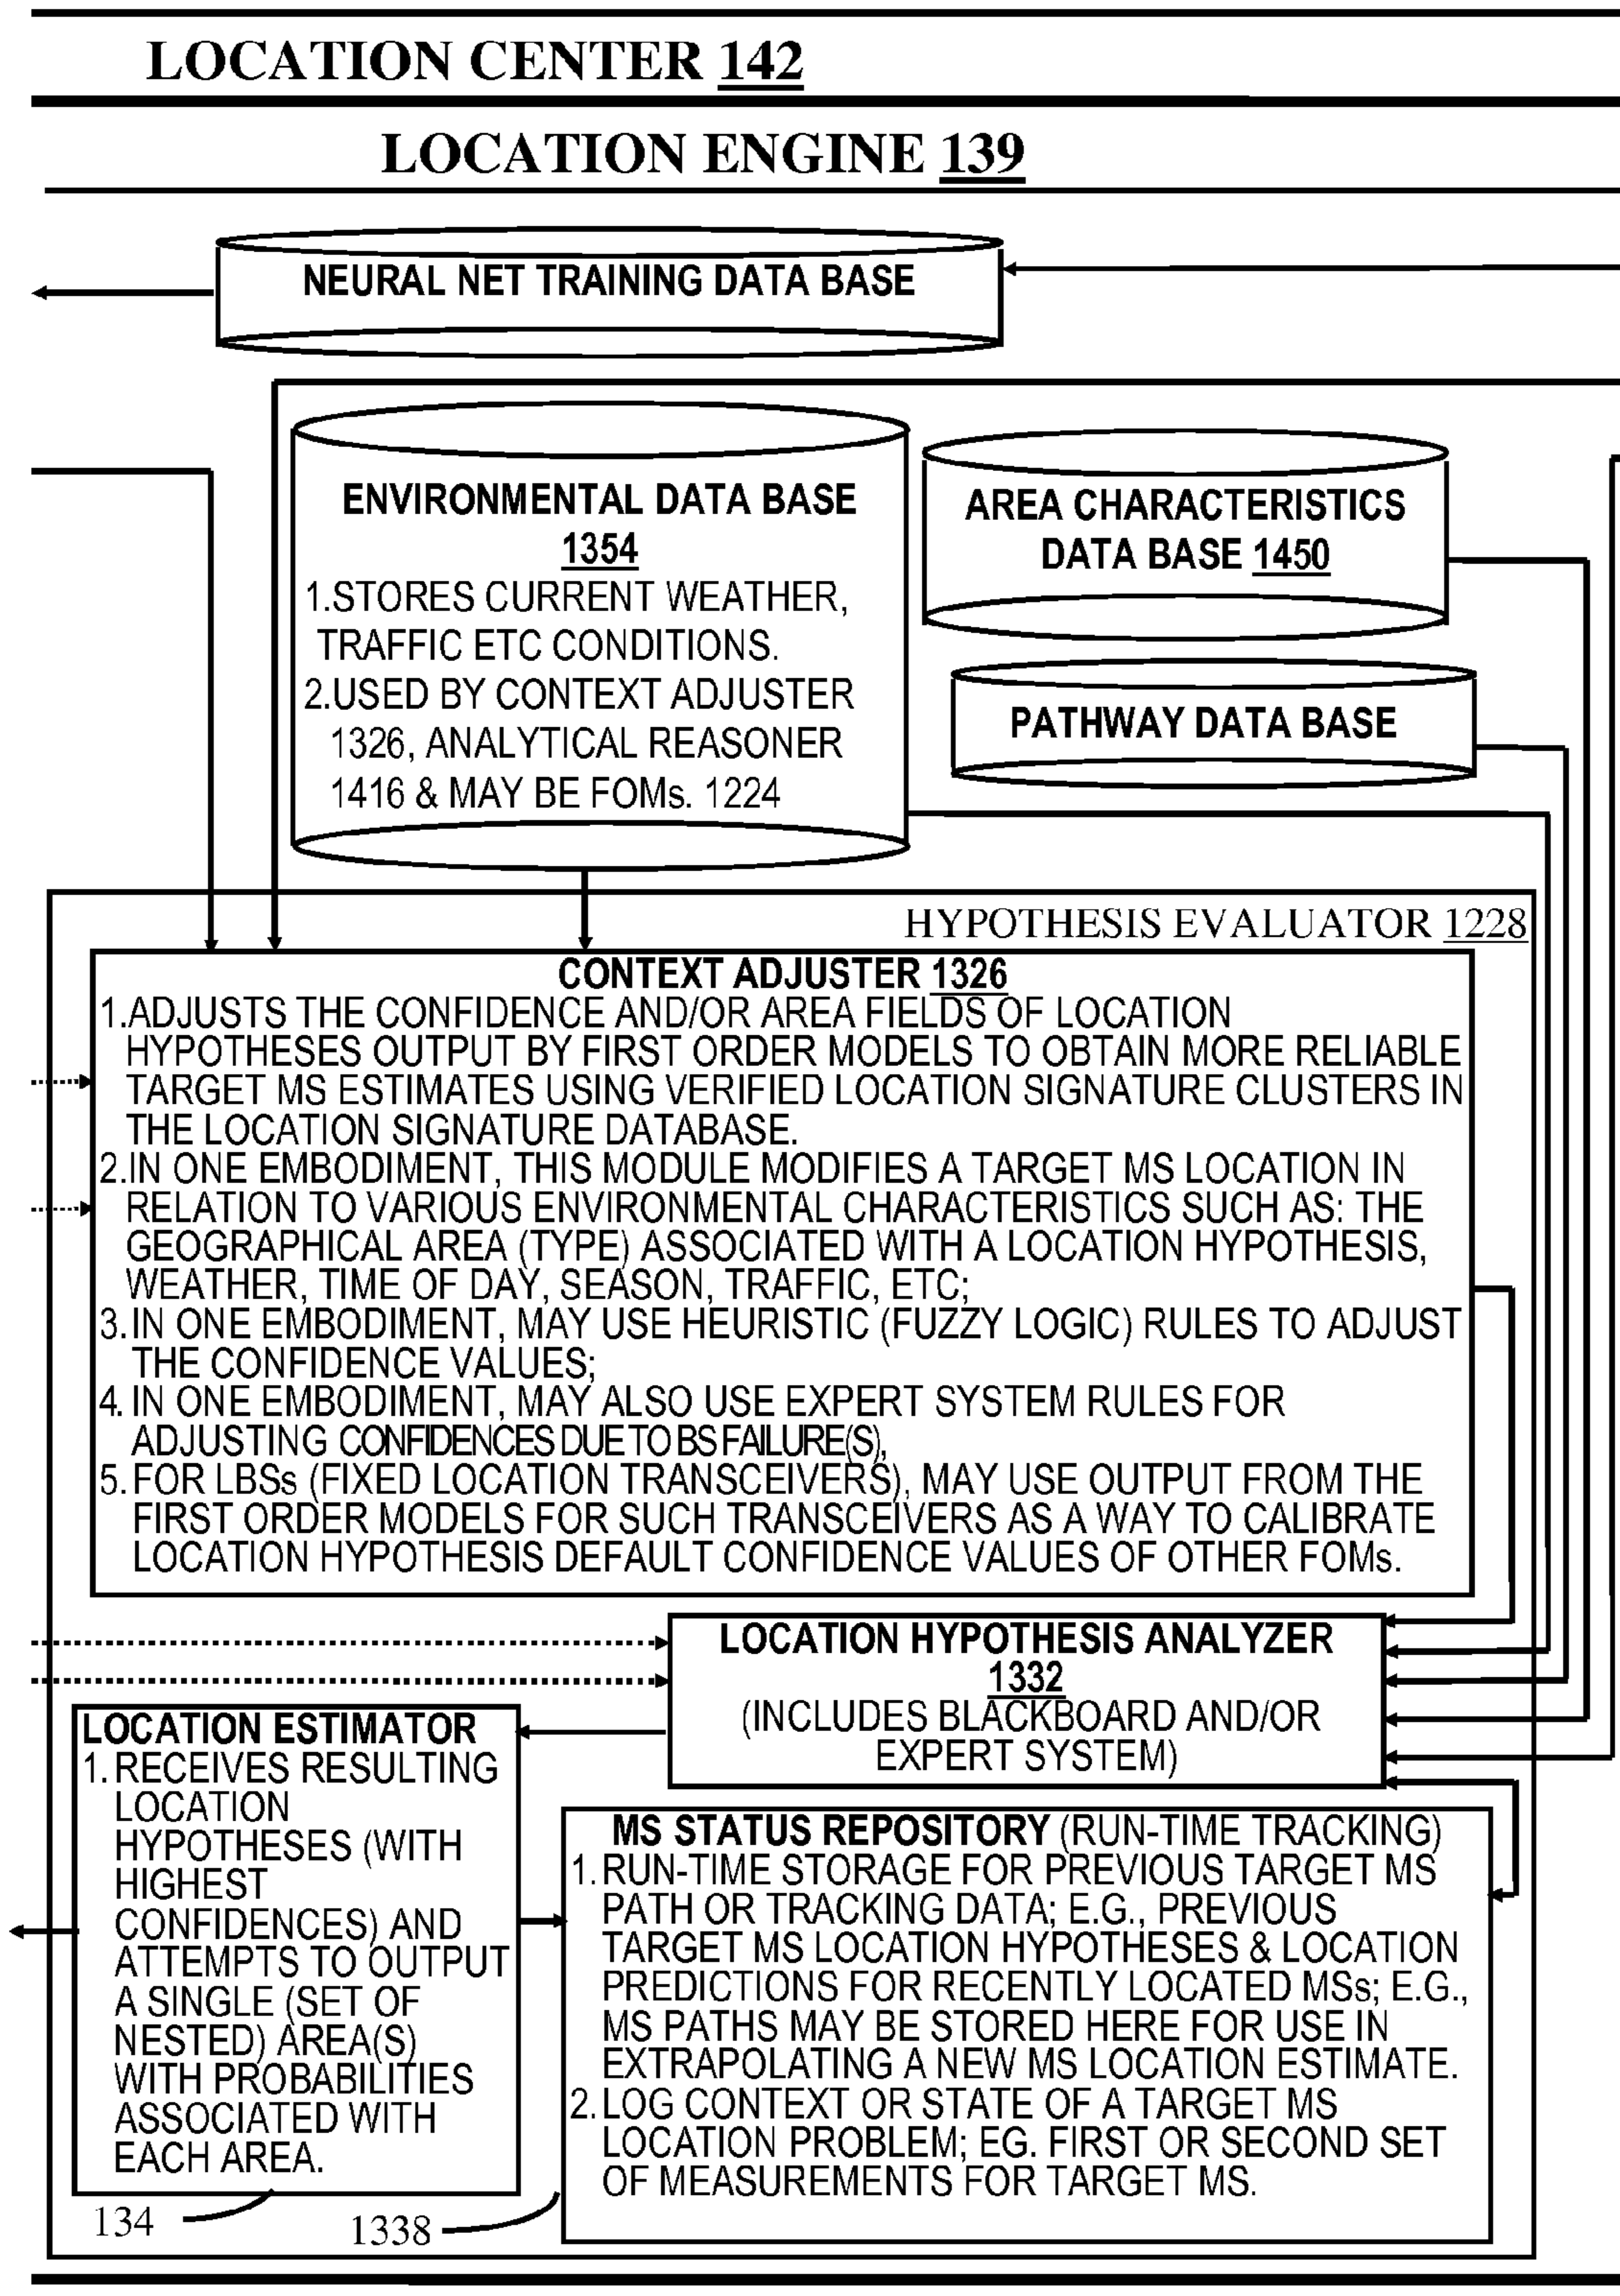 LOCATION CENTER 142
LOCATION ENGINE 139
NEURAL NET TRAINING DATA BASE
ENVIRONMENTAL DATA BASE
1354
1.STORES CURRENT WEATHER,
TRAFFIC ETC CONDITIONS.
2.USED BY CONTEXT ADJUSTER
1326, ANALYTICAL REASONER
1416 & MAY BE FOMs. 1224
AREA CHARACTERISTICS
DATA BASE 1450
PATHWAY DATA BASE
HYPOTHESIS EVALUATOR 1228
CONTEXT ADJUSTER 1326
1.ADJUSTS THE CONFIDENCE AND/OR AREA FIELDS OF LOCATION
HYPOTHESES OUTPUT BY FIRST ORDER MODELS TO OBTAIN MORE RELIABLE
TARGET MS ESTIMATES USING VERIFIED LOCATION SIGNATURE CLUSTERS IN
THE LOCATION SIGNATURE DATABASE.
2.IN ONE EMBODIMENT, THIS MODULE MODIFIES A TARGET MS LOCATION IN
RELATION TO VARIOUS ENVIRONMENTAL CHARACTERISTICS SUCH AS: THE
GEOGRAPHICAL AREA (TYPE) ASSOCIATED WITH A LOCATION HYPOTHESIS,
WEATHER, TIME OF DAY, SEASON, TRAFFIC, ETC;
3.IN ONE EMBODIMENT, MAY USE HEURISTIC (FUZZY LOGIC) RULES TO ADJUST
THE CONFIDENCE VALUES;
4. IN ONE EMBODIMENT, MAY ALSO USE EXPERT SYSTEM RULES FOR
ADJUSTING CONFIDENCES DUE TO BS FAILURE(S),
5. FOR LBSs (FIXED LOCATION TRANSCEIVERS), MAY USE OUTPUT FROM THE
FIRST ORDER MODELS FOR SUCH TRANSCEIVERS AS A WAY TO CALIBRATE
LOCATION HYPOTHESIS DEFAULT CONFIDENCE VALUES OF OTHER FOMs.
LOCATION HYPOTHESIS ANALYZER
1332
(INCLUDES BLACKBOARD AND/OR
EXPERT SYSTEM)
LOCATION ESTIMATOR
1. RECEIVES RESULTING
LOCATION
HYPOTHESES (WITH
HIGHEST
CONFIDENCES) AND
ATTEMPTS TO OUTPUT
A SINGLE (SET OF
NESTED) AREA(S)
WITH PROBABILITIES
ASSOCIATED WITH
EACH AREA.
134
MS STATUS REPOSITORY (RUN-TIME TRACKING)
1. RUN-TIME STORAGE FOR PREVIOUS TARGET MS
PATH OR TRACKING DATA; E.G., PREVIOUS
TARGET MS LOCATION HYPOTHESES & LOCATION
PREDICTIONS FOR RECENTLY LOCATED MSs; E.G.,
MS PATHS MAY BE STORED HERE FOR USE IN
EXTRAPOLATING A NEW MS LOCATION ESTIMATE.
2. LOG CONTEXT OR STATE OF A TARGET MS
LOCATION PROBLEM; EG. FIRST OR SECOND SET
OF MEASUREMENTS FOR TARGET MS.
1338